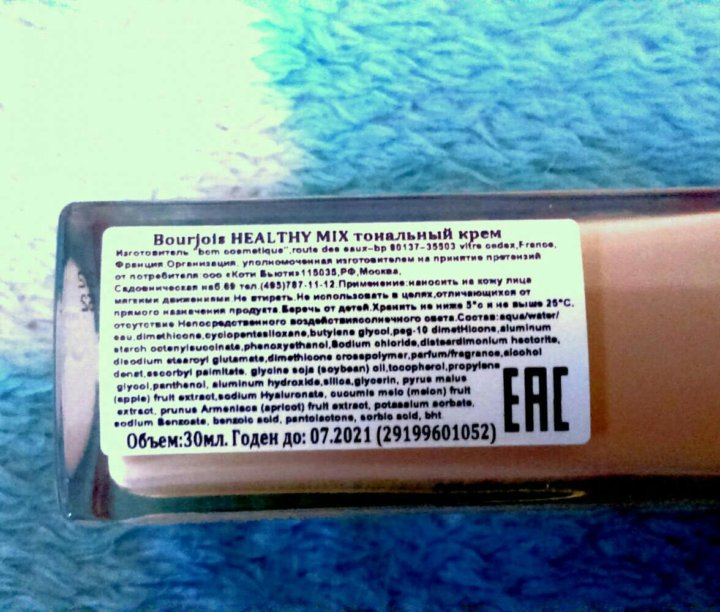 Bourjois HEALTHY MIX тональный крем
Изготовитель "bcm cosmetique",route des eaux-bp 90137-35503 vitre cedex,France,
Франция.Организация, уполномоченная изготовителем на принятие претензий
от потребителя ооо «Коти Бьюти»115035,РФ,Москва,
Садовническая наб.69 тел.(495)787-11-12.Применение:наносить на кожу лица
мягкими движениями.Не втирать.Не использовать в целях,отличающихся от
прямого назначения продукта.Беречь от детей.Хранить не ниже 5°с и не выше 25°C,
отсутствие Непосредственного воздействиясолнечного света.Состав:aqua/water/
eau,dimethicone,cyclopentasiloxane,butylene glycol,peg-10 dimetHicone,aluminum
starch octenylsuccinate,phenoxyethanol,Sodium chloride,disteardimonium hectorite,
disodium stearoyl glutamate,dimethicone crosspolymer,parfum/fragrance,alcohol
denat,ascorbyl palmitate, glycine soja (soybean) oil,tocopherol,propylene
glycol,panthenol, aluminum hydroxide,silica,glycerin, pyrus malus
(apple) fruit extract,sodium Hyaluronate, cucumis melo (melon) fruit
extract, prunus Armeniaca (apricot) fruit extract, potassium sorbate,
sodium Benzoate, benzoic acid, pantolactone, sorbic acid, bht.
EAC
Объем:30мл. Годен до: 07.2021 (29199601052)